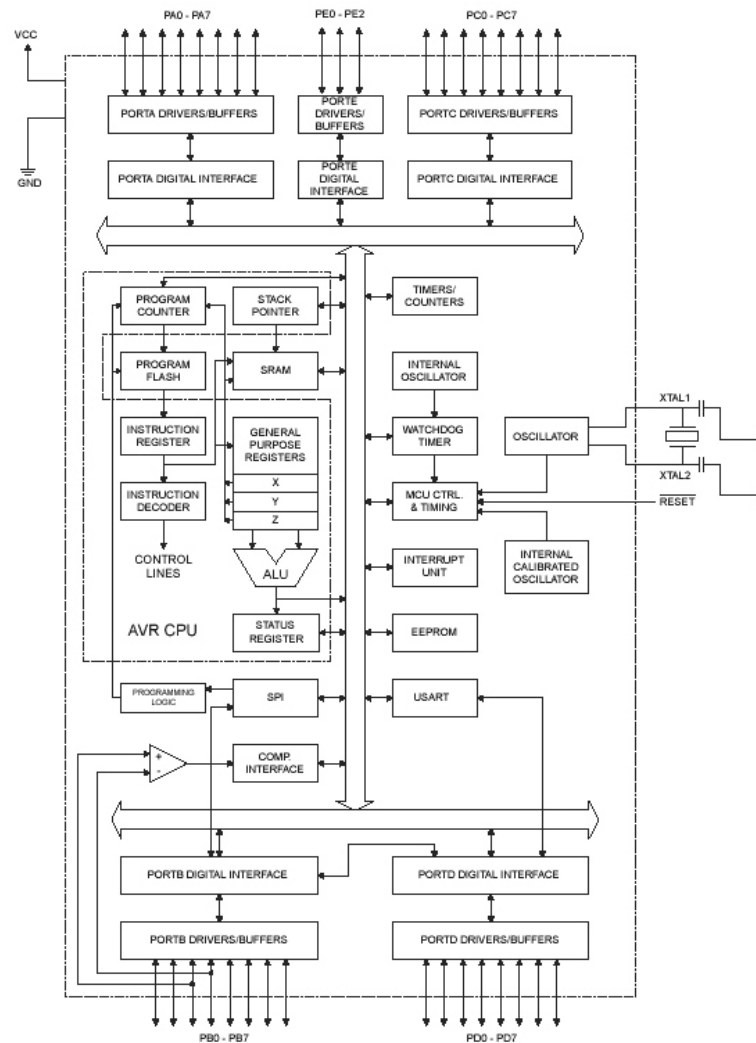 PA0 - PA7
PE0 - PE2
PC0 - PC7
VCC
GND
PORTA DRIVERS/BUFFERS
PORTE
DRIVERS/
BUFFERS
PORTC DRIVERS/BUFFERS
PORTA DIGITAL INTERFACE
PORTE
DIGITAL
INTERFACE
PORTC DIGITAL INTERFACE
PROGRAM
COUNTER
STACK
POINTER
TIMERS/
COUNTERS
PROGRAM
FLASH
SRAM
INTERNAL
OSCILLATOR
XTAL1
INSTRUCTION
REGISTER
GENERAL
PURPOSE
REGISTERS
WATCHDOG
TIMER
OSCILLATOR
XTAL2
X
Y
Z
INSTRUCTION
DECODER
MCU CTRL.
& TIMING
RESET
CONTROL
LINES
ALU
INTERRUPT
UNIT
INTERNAL
CALIBRATED
OSCILLATOR
AVR CPU
STATUS
REGISTER
EEPROM
PROGRAMMING
LOGIC
SPI
USART
+
-
COMP.
INTERFACE
PORTB DIGITAL INTERFACE
PORTD DIGITAL INTERFACE
PORTB DRIVERS/BUFFERS
PORTD DRIVERS/BUFFERS
PB0 - PB7
PD0 - PD7